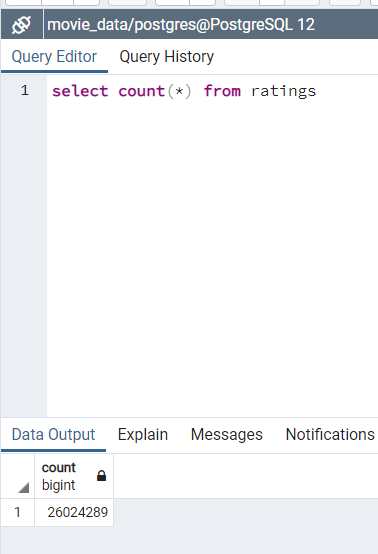 movie_data/postgres@PostgreSQL 12
Query Editor Query History
1 select count(*) from ratings
Data Output Explain Messages Notifications
count
bigint
1 26024289